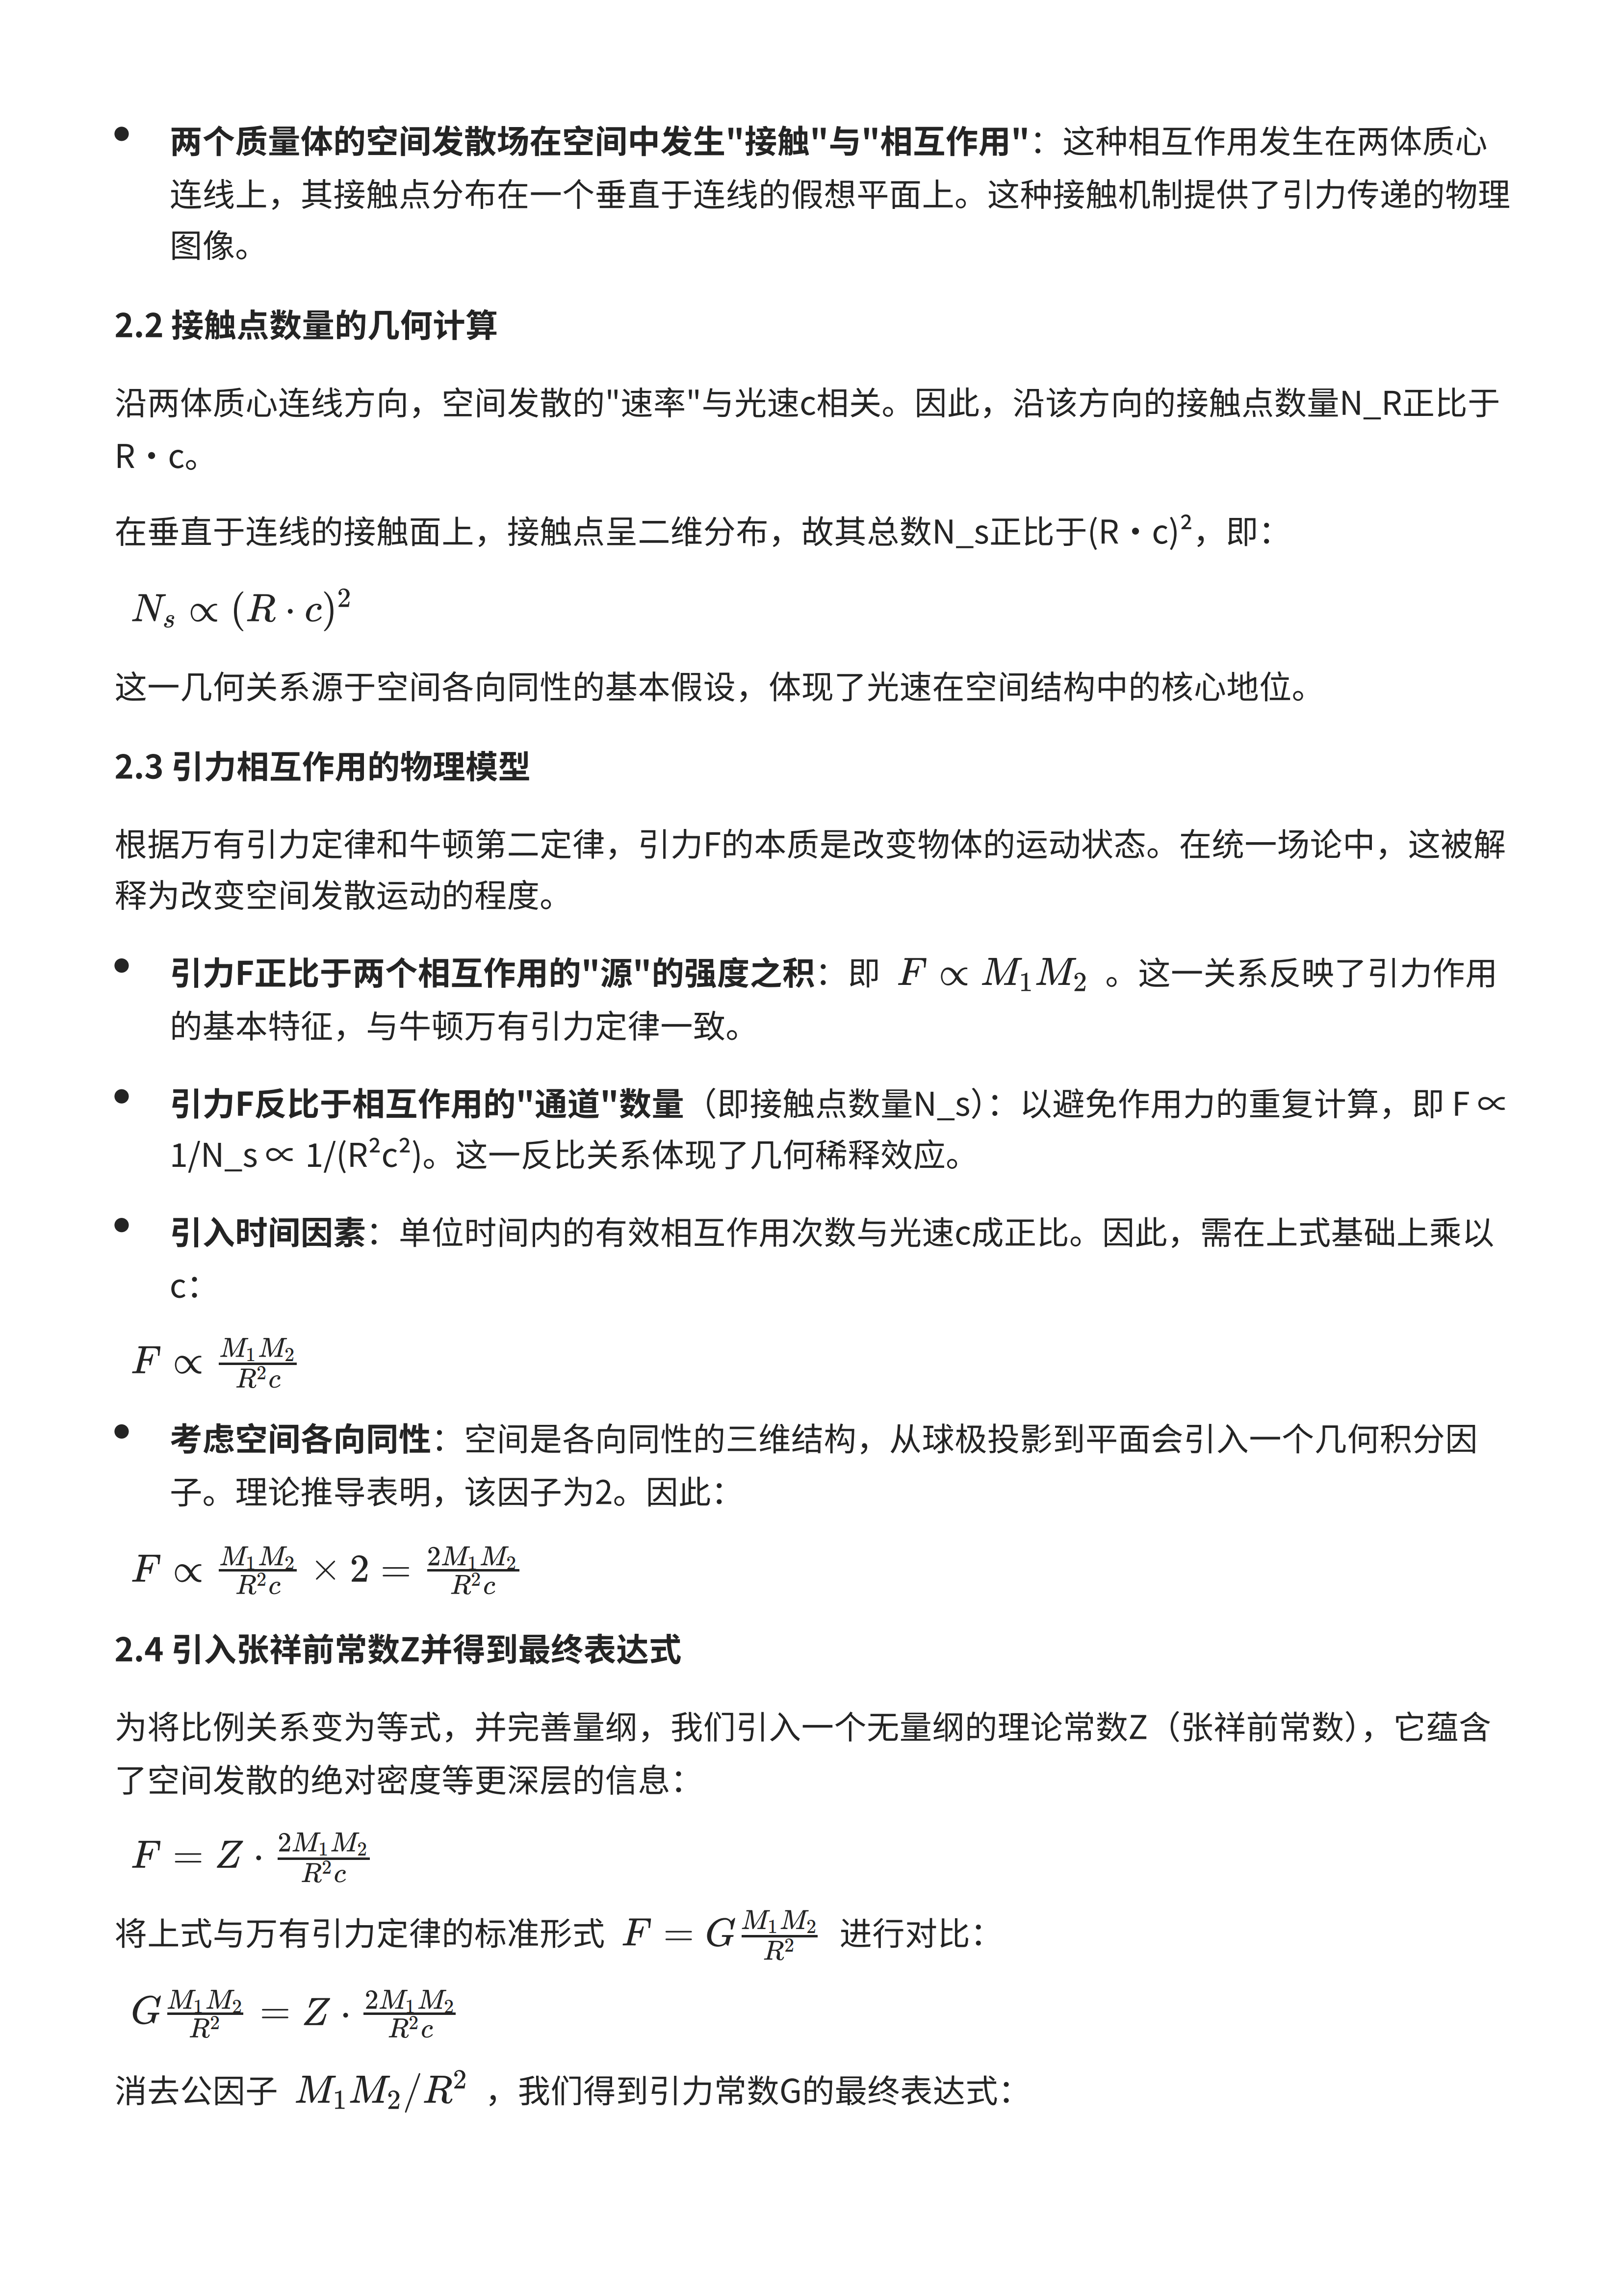 • 两个质量体的空间发散场在空间中发生"接触"与"相互作用"：这种相互作用发生在两体质心
连线上，其接触点分布在一个垂直于连线的假想平面上。这种接触机制提供了引力传递的物理
图像。
2.2 接触点数量的几何计算
沿两体质心连线方向，空间发散的"速率"与光速c相关。因此，沿该方向的接触点数量N_R正比于
R·c。
在垂直于连线的接触面上，接触点呈二维分布，故其总数N_s正比于(R·c)²，即：
$N_s \propto (R \cdot c)^2$
这一几何关系源于空间各向同性的基本假设，体现了光速在空间结构中的核心地位。
2.3 引力相互作用的物理模型
根据万有引力定律和牛顿第二定律，引力F的本质是改变物体的运动状态。在统一场论中，这被解
释为改变空间发散运动的程度。
• 引力F正比于两个相互作用的"源"的强度之积：即 $F \propto M_1 M_2$ 。这一关系反映了引力作用
的基本特征，与牛顿万有引力定律一致。
• 引力F反比于相互作用的"通道"数量（即接触点数量N_s）：以避免作用力的重复计算，即 F ∝
1/N_s ∝ 1/(R²c²)。这一反比关系体现了几何稀释效应。
• 引入时间因素：单位时间内的有效相互作用次数与光速c成正比。因此，需在上式基础上乘以
c：
$F \propto \frac{M_1 M_2}{R^2 c}$
• 考虑空间各向同性：空间是各向同性的三维结构，从球极投影到平面会引入一个几何积分因
子。理论推导表明，该因子为2。因此：
$F \propto \frac{M_1 M_2}{R^2 c} \times 2 = \frac{2 M_1 M_2}{R^2 c}$
2.4 引入张祥前常数Z并得到最终表达式
为将比例关系变为等式，并完善量纲，我们引入一个无量纲的理论常数Z（张祥前常数），它蕴含
了空间发散的绝对密度等更深层的信息：
$F = Z \cdot \frac{2 M_1 M_2}{R^2 c}$
将上式与万有引力定律的标准形式 $F = G \frac{M_1 M_2}{R^2}$ 进行对比：
$G \frac{M_1 M_2}{R^2} = Z \cdot \frac{2 M_1 M_2}{R^2 c}$
消去公因子 $M_1 M_2 / R^2$ ，我们得到引力常数G的最终表达式：